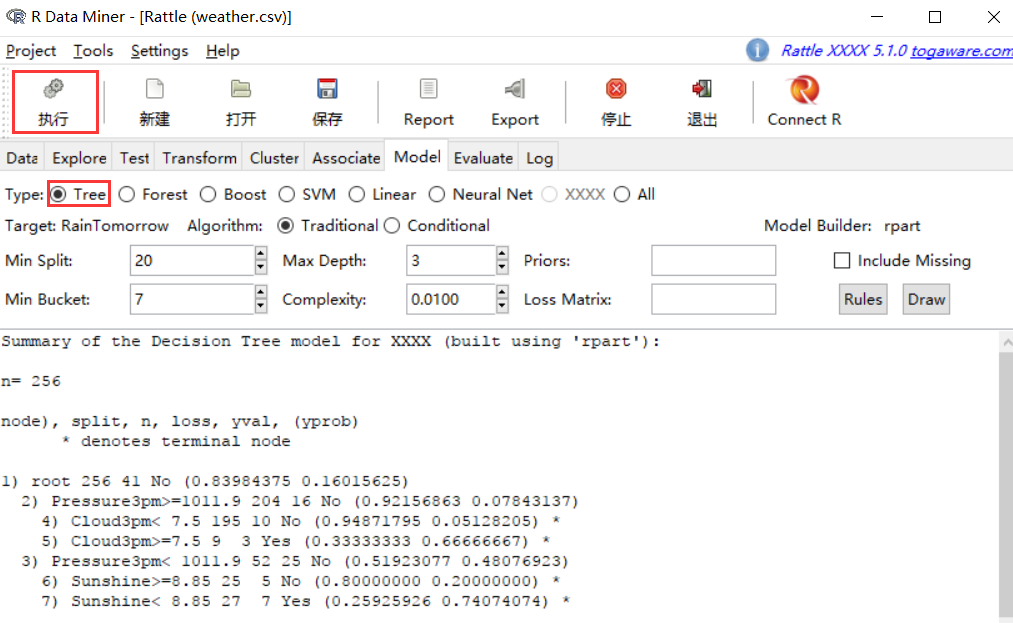 R Data Miner - [Rattle (weather.csv)]
Project Tools Settings Help Rattle XXXX 5.1.0 togaware.com
执行 新建 打开 保存 Report Export 停止 退出 Connect R
Data Explore Test Transform Cluster Associate Model Evaluate Log
Type: Tree Forest Boost SVM Linear Neural Net XXXX All
Target: RainTomorrow Algorithm: Traditional Conditional Model Builder: rpart
Min Split: 20 Max Depth: 3 Priors: Include Missing
Min Bucket: 7 Complexity: 0.0100 Loss Matrix: Rules Draw
Summary of the Decision Tree model for XXXX (built using 'rpart'):
n= 256
node), split, n, loss, yval, (yprob)
* denotes terminal node
1) root 256 41 No (0.83984375 0.16015625)
2) Pressure3pm>=1011.9 204 16 No (0.92156863 0.07843137)
4) Cloud3pm< 7.5 195 10 No (0.94871795 0.05128205) *
5) Cloud3pm>=7.5 9 3 Yes (0.33333333 0.66666667) *
3) Pressure3pm< 1011.9 52 25 No (0.51923077 0.48076923)
6) Sunshine>=8.85 25 5 No (0.80000000 0.20000000) *
7) Sunshine< 8.85 27 7 Yes (0.25925926 0.74074074) *